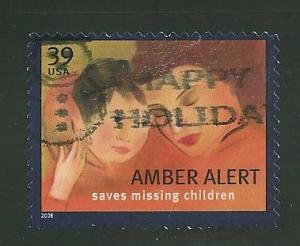 39
USA
HAPPY
HOLIDAY
AMBER ALERT
saves missing children
2006